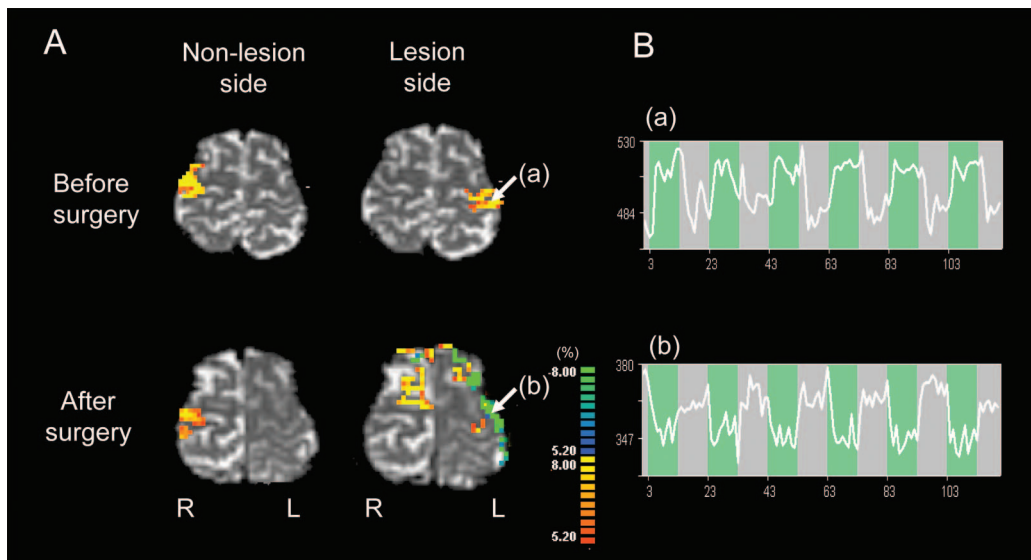 A
B
Non-lesion
side
Lesion
side
Before
surgery
(a)
After
surgery
(b)
R
L
R
L
(%)
-8.00
5.20
8.00
5.20
(a)
530
484
3
23
43
63
83
103
(b)
380
347
3
23
43
63
83
103